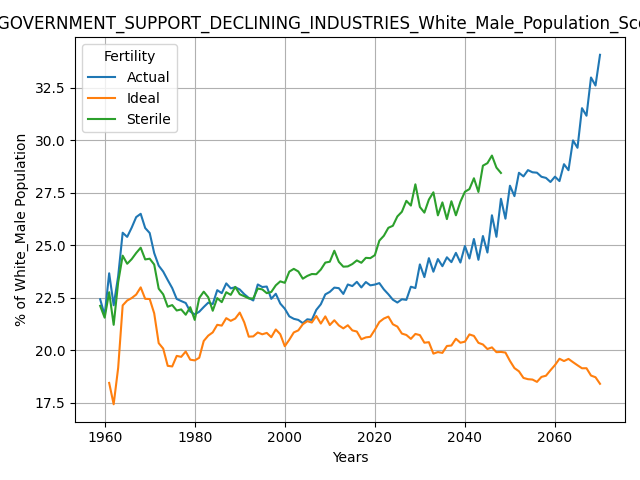 GOVERNMENT_SUPPORT_DECLINING_INDUSTRIES_White_Male_Population_Sc
Fertility
Actual
Ideal
Sterile
32.5
30.0
27.5
25.0
22.5
20.0
17.5
% of White_Male Population
1960 1980 2000 2020 2040 2060
Years